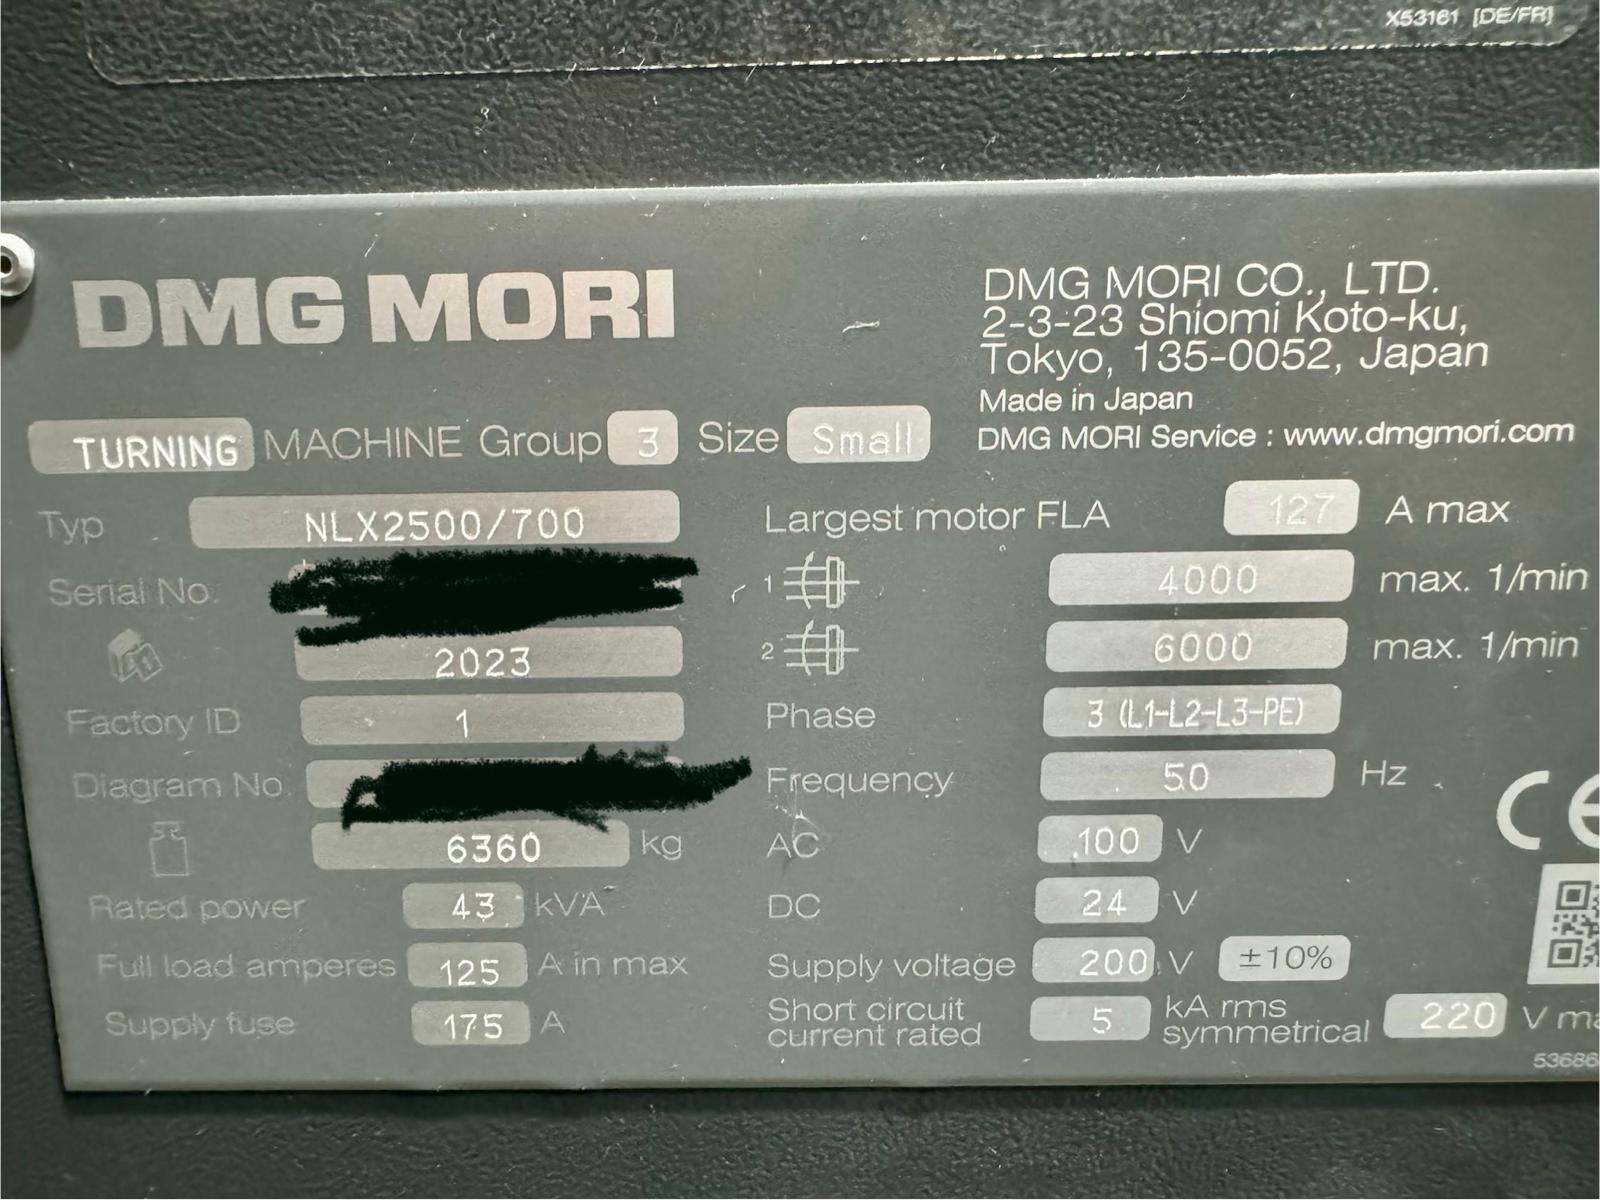 X53161 [DE/FR]
DMG MORI
DMG MORI CO., LTD.
2-3-23 Shiomi Koto-ku,
Tokyo, 135-0052, Japan
Made in Japan
DMG MORI Service : www.dmgmori.com
TURNING MACHINE Group 3 Size Small
Typ NLX2500/700
Serial No.
2023
Factory ID 1
Diagram No.
6360 kg
Rated power 43 kVA
Full load amperes 125 A in max
Supply fuse 175 A
Largest motor FLA 127 A max
1 4000 max. 1/min
2 6000 max. 1/min
Phase 3 (L1-L2-L3-PE)
Frequency 50 Hz
AC 100 V
DC 24 V
Supply voltage 200 V ±10%
Short circuit
current rated 5 kA rms
symmetrical 220 V
CE